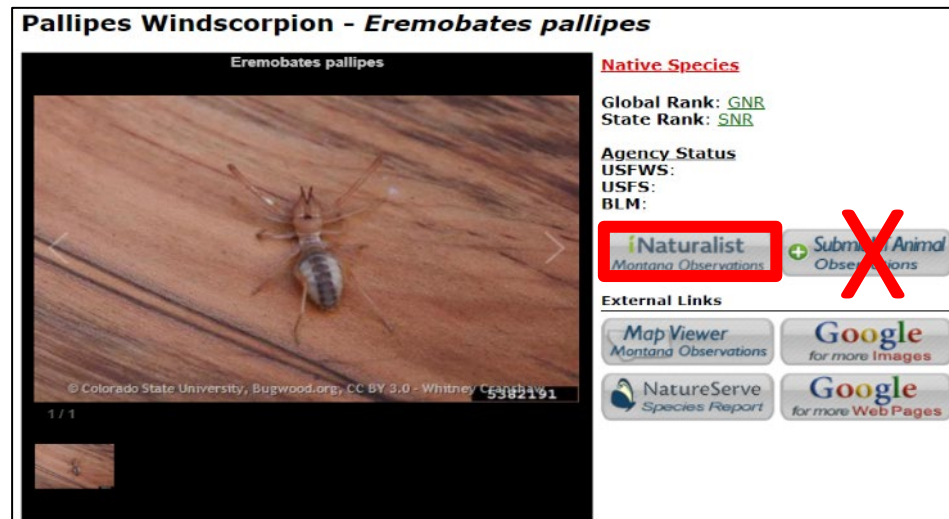 Pallipes Windscorpion - Eremobates pallipes
Eremobates pallipes
© Colorado State University, Bugwood.org, CC BY 3.0 - Whitney Cranshaw
5382191
1 / 1
Native Species
Global Rank: GNR
State Rank: SNR
Agency Status
USFWS:
USFS:
BLM:
iNaturalist
Montana Observations
Submit Animal
Observations
X
External Links
Map Viewer
Montana Observations
Google
for more Images
NatureServe
Species Report
Google
for more Web Pages